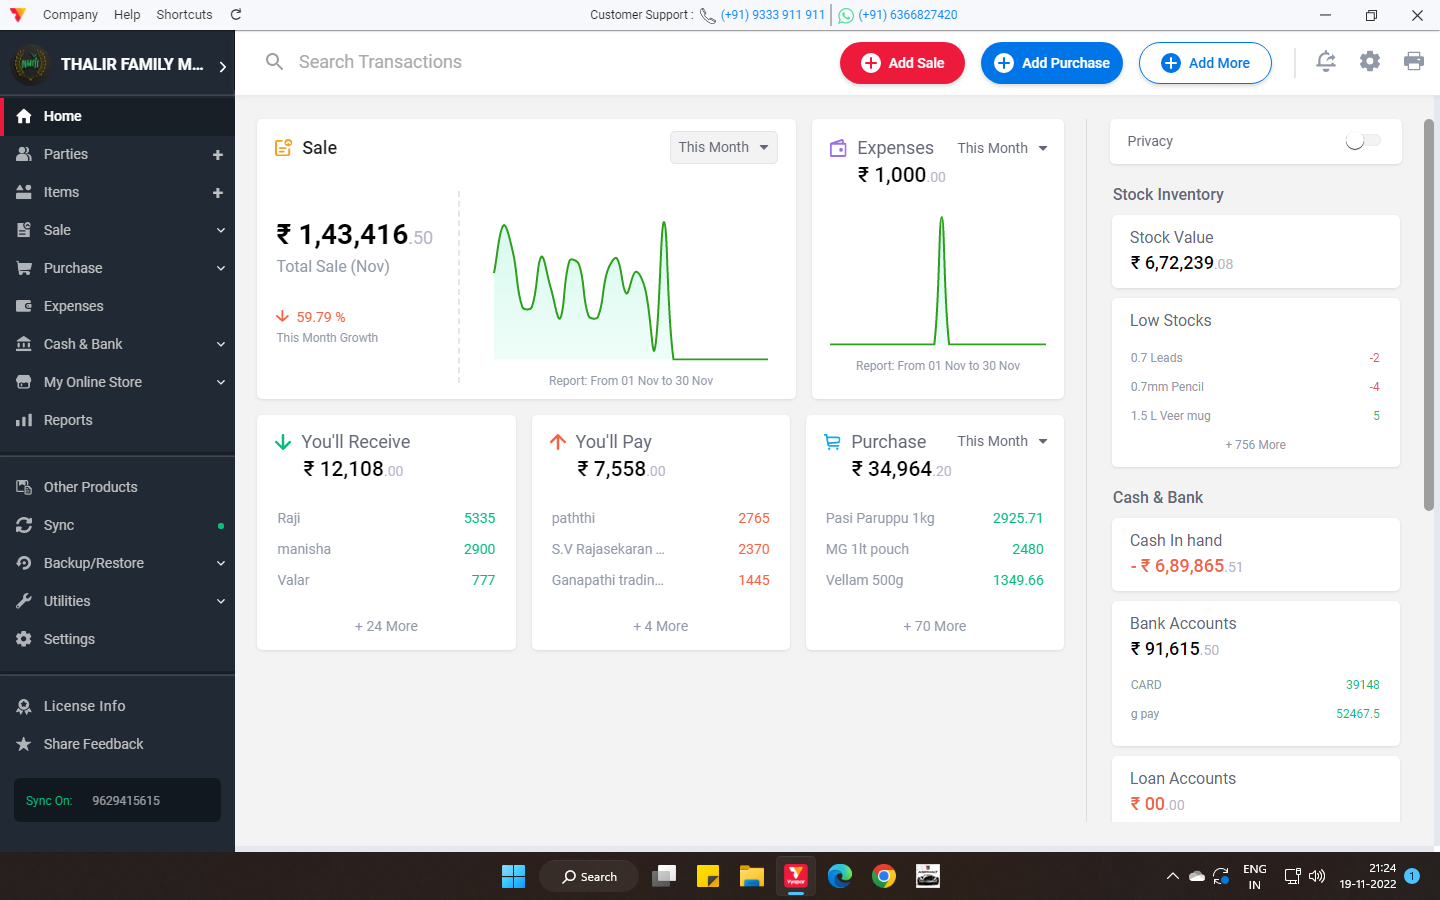 Company Help Shortcuts
Customer Support : (+91) 9333 911 911 (+91) 6366827420
THALIR FAMILY M...
Search Transactions
Add Sale
Add Purchase
Add More
Home
Parties
Items
Sale
Purchase
Expenses
Cash & Bank
My Online Store
Reports
Other Products
Sync
Backup/Restore
Utilities
Settings
License Info
Share Feedback
Sync On: 9629415615
Sale
This Month
₹ 1,43,416.50
Total Sale (Nov)
59.79 %
This Month Growth
Report: From 01 Nov to 30 Nov
Expenses This Month
₹ 1,000.00
Report: From 01 Nov to 30 Nov
You'll Receive
₹ 12,108.00
Raji 5335
manisha 2900
Valar 777
+ 24 More
You'll Pay
₹ 7,558.00
paththi 2765
S.V Rajasekaran ... 2370
Ganapathi tradin... 1445
+ 4 More
Purchase This Month
₹ 34,964.20
Pasi Paruppu 1kg 2925.71
MG 1lt pouch 2480
Vellam 500g 1349.66
+ 70 More
Privacy
Stock Inventory
Stock Value
₹ 6,72,239.08
Low Stocks
0.7 Leads -2
0.7mm Pencil -4
1.5 L Veer mug 5
+ 756 More
Cash & Bank
Cash In hand
- ₹ 6,89,865.51
Bank Accounts
₹ 91,615.50
CARD 39148
g pay 52467.5
Loan Accounts
₹ 00.00
Search
Vyapar
ENG
IN
21:24
19-11-2022
1